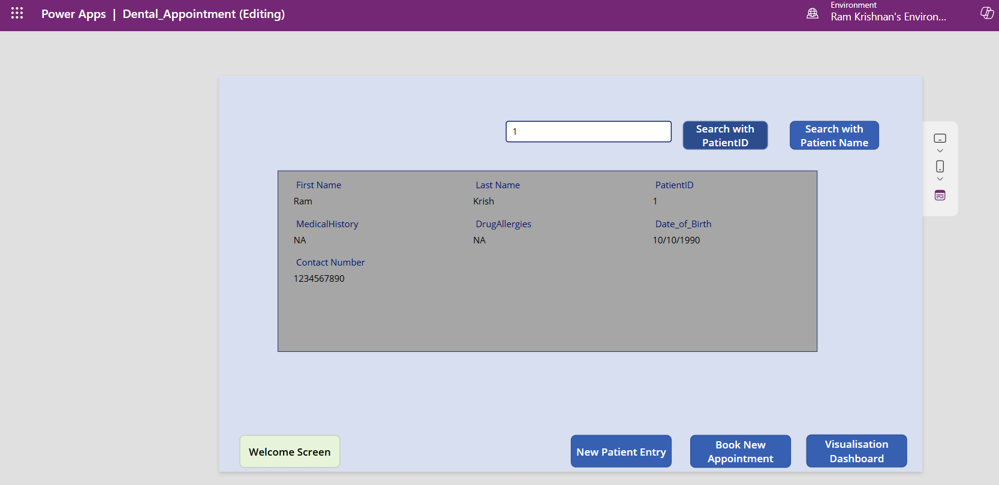 Power Apps | Dental_Appointment (Editing)
Environment
Ram Krishnan's Environ...
1
Search with
PatientID
Search with
Patient Name
First Name
Last Name
PatientID
Ram
Krish
1
MedicalHistory
DrugAllergies
Date_of_Birth
NA
NA
10/10/1990
Contact Number
1234567890
Welcome Screen
New Patient Entry
Book New
Appointment
Visualisation
Dashboard